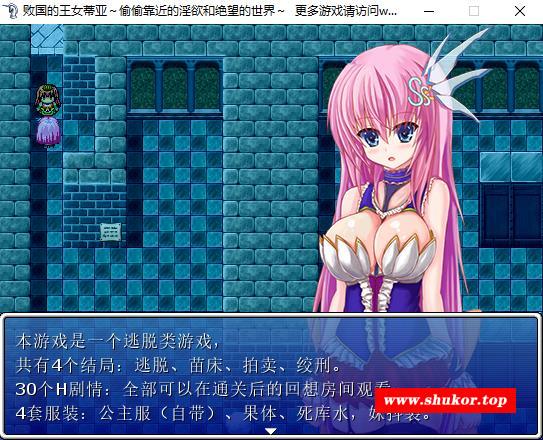 败国的王女蒂亚～偷偷靠近的淫欲和绝望的世界～ 更多游戏请访问w...
本游戏是一个逃脱类游戏，
共有4个结局：逃脱、苗床、拍卖、绞刑。
30个H剧情：全部可以在通关后的回想房间观看
www.shukor.top
4套服装：公主服（自带）、果体、死库水，妹抖装。